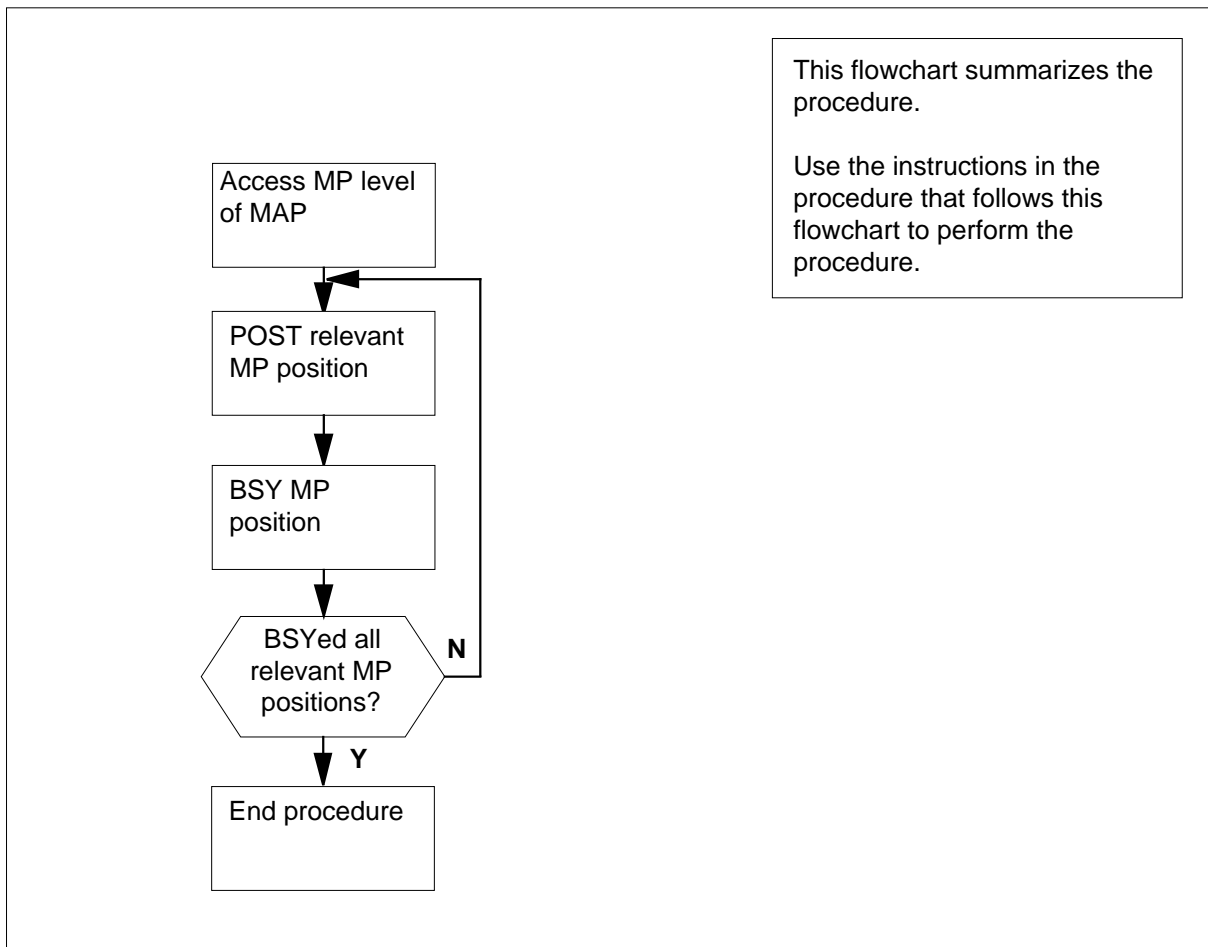 This flowchart summarizes the
procedure.
Use the instructions in the
procedure that follows this
flowchart to perform the
procedure.
Access MP level
of MAP
POST relevant
MP position
BSY MP
position
BSYed all
relevant MP
positions?
N
Y
End procedure